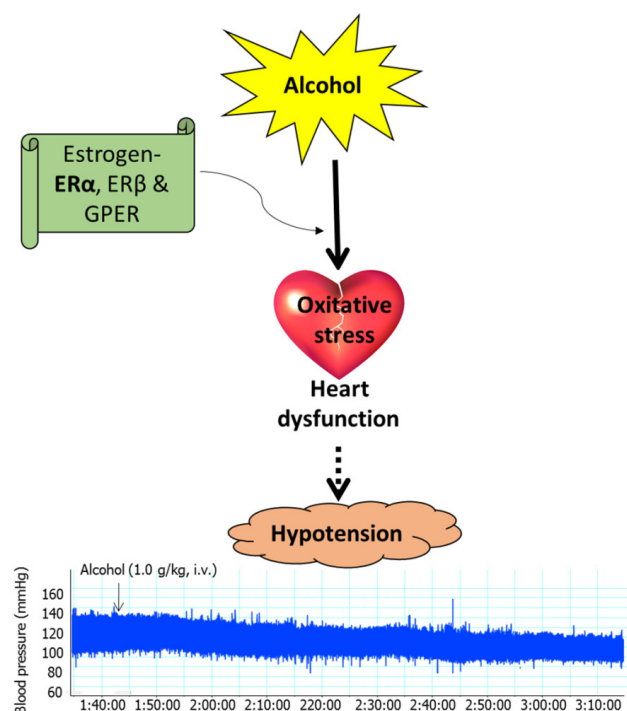 Alcohol
Estrogen-
ERα, ERβ &
GPER
Oxitative
stress
Heart
dysfunction
Hypotension
Alcohol (1.0 g/kg, i.v.)
Blood pressure (mmHg)
160
140
120
100
80
60
1:40:00 1:50:00 2:00:00 2:10:00 220:00 2:30:00 2:40:00 2:50:00 3:00:00 3:10:00